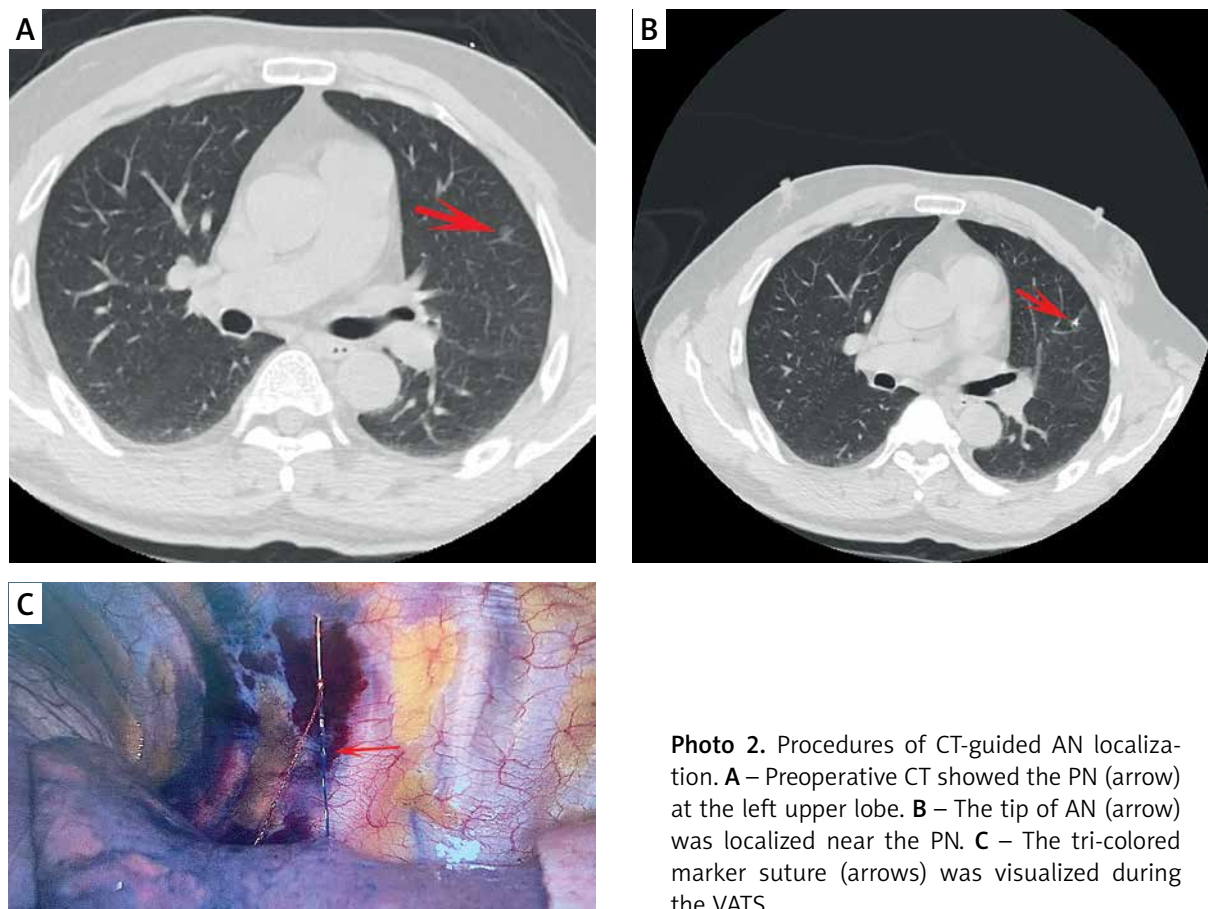 A
B
C
Photo 2. Procedures of CT-guided AN localiza-
tion. A – Preoperative CT showed the PN (arrow)
at the left upper lobe. B – The tip of AN (arrow)
was localized near the PN. C – The tri-colored
marker suture (arrows) was visualized during
the VATS